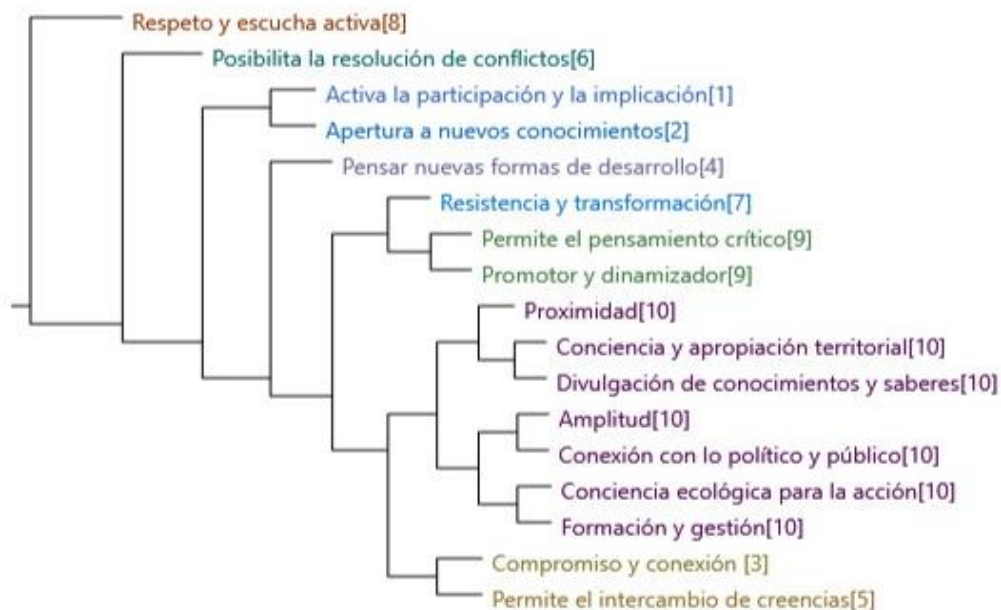 Respeto y escucha activa[8]
Posibilita la resolución de conflictos[6]
Activa la participación y la implicación[1]
Apertura a nuevos conocimientos[2]
Pensar nuevas formas de desarrollo[4]
Resistencia y transformación[7]
Permite el pensamiento crítico[9]
Promotor y dinamizador[9]
Proximidad[10]
Conciencia y apropiación territorial[10]
Divulgación de conocimientos y saberes[10]
Amplitud[10]
Conexión con lo político y público[10]
Conciencia ecológica para la acción[10]
Formación y gestión[10]
Compromiso y conexión [3]
Permite el intercambio de creencias[5]